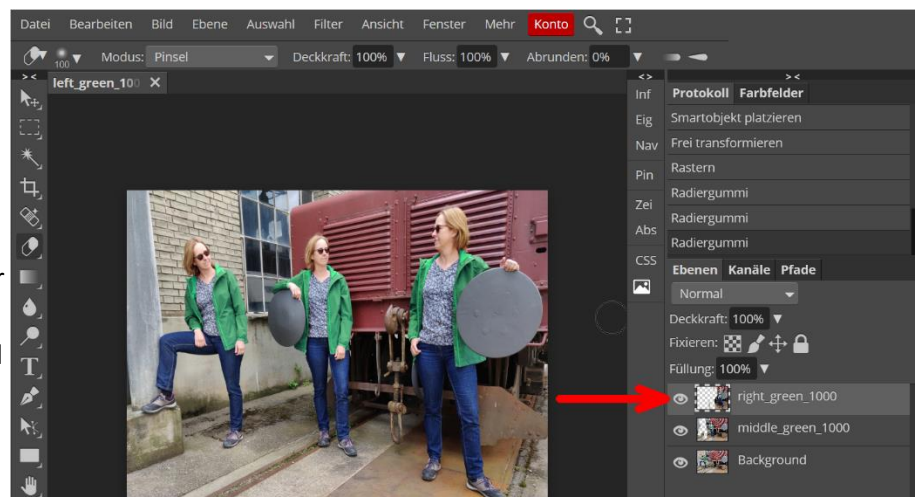 Datei Bearbeiten Bild Ebene Auswahl Filter Ansicht Fenster Mehr Konto
100 Modus: Pinsel Deckkraft: 100% Fluss: 100% Abrunden: 0%
left_green_100
Inf
Eig
Nav
Pin
Zei
Abs
CSS
Protokoll Farbfelder
Smartobjekt platzieren
Frei transformieren
Rastern
Radiergummi
Radiergummi
Radiergummi
Ebenen Kanäle Pfade
Normal
Deckkraft: 100%
Fixieren:
Füllung: 100%
right_green_1000
middle_green_1000
Background